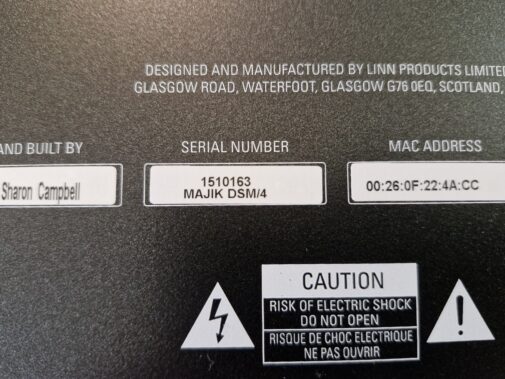 DESIGNED AND MANUFACTURED BY LINN PRODUCTS LIMITED
GLASGOW ROAD, WATERFOOT, GLASGOW G76 0EQ, SCOTLAND,
AND BUILT BY
SERIAL NUMBER
MAC ADDRESS
Sharon Campbell
1510163
MAJIK DSM/4
00:26:0F:22:4A:CC
CAUTION
RISK OF ELECTRIC SHOCK
DO NOT OPEN
RISQUE DE CHOC ELECTRIQUE
NE PAS OUVRIR